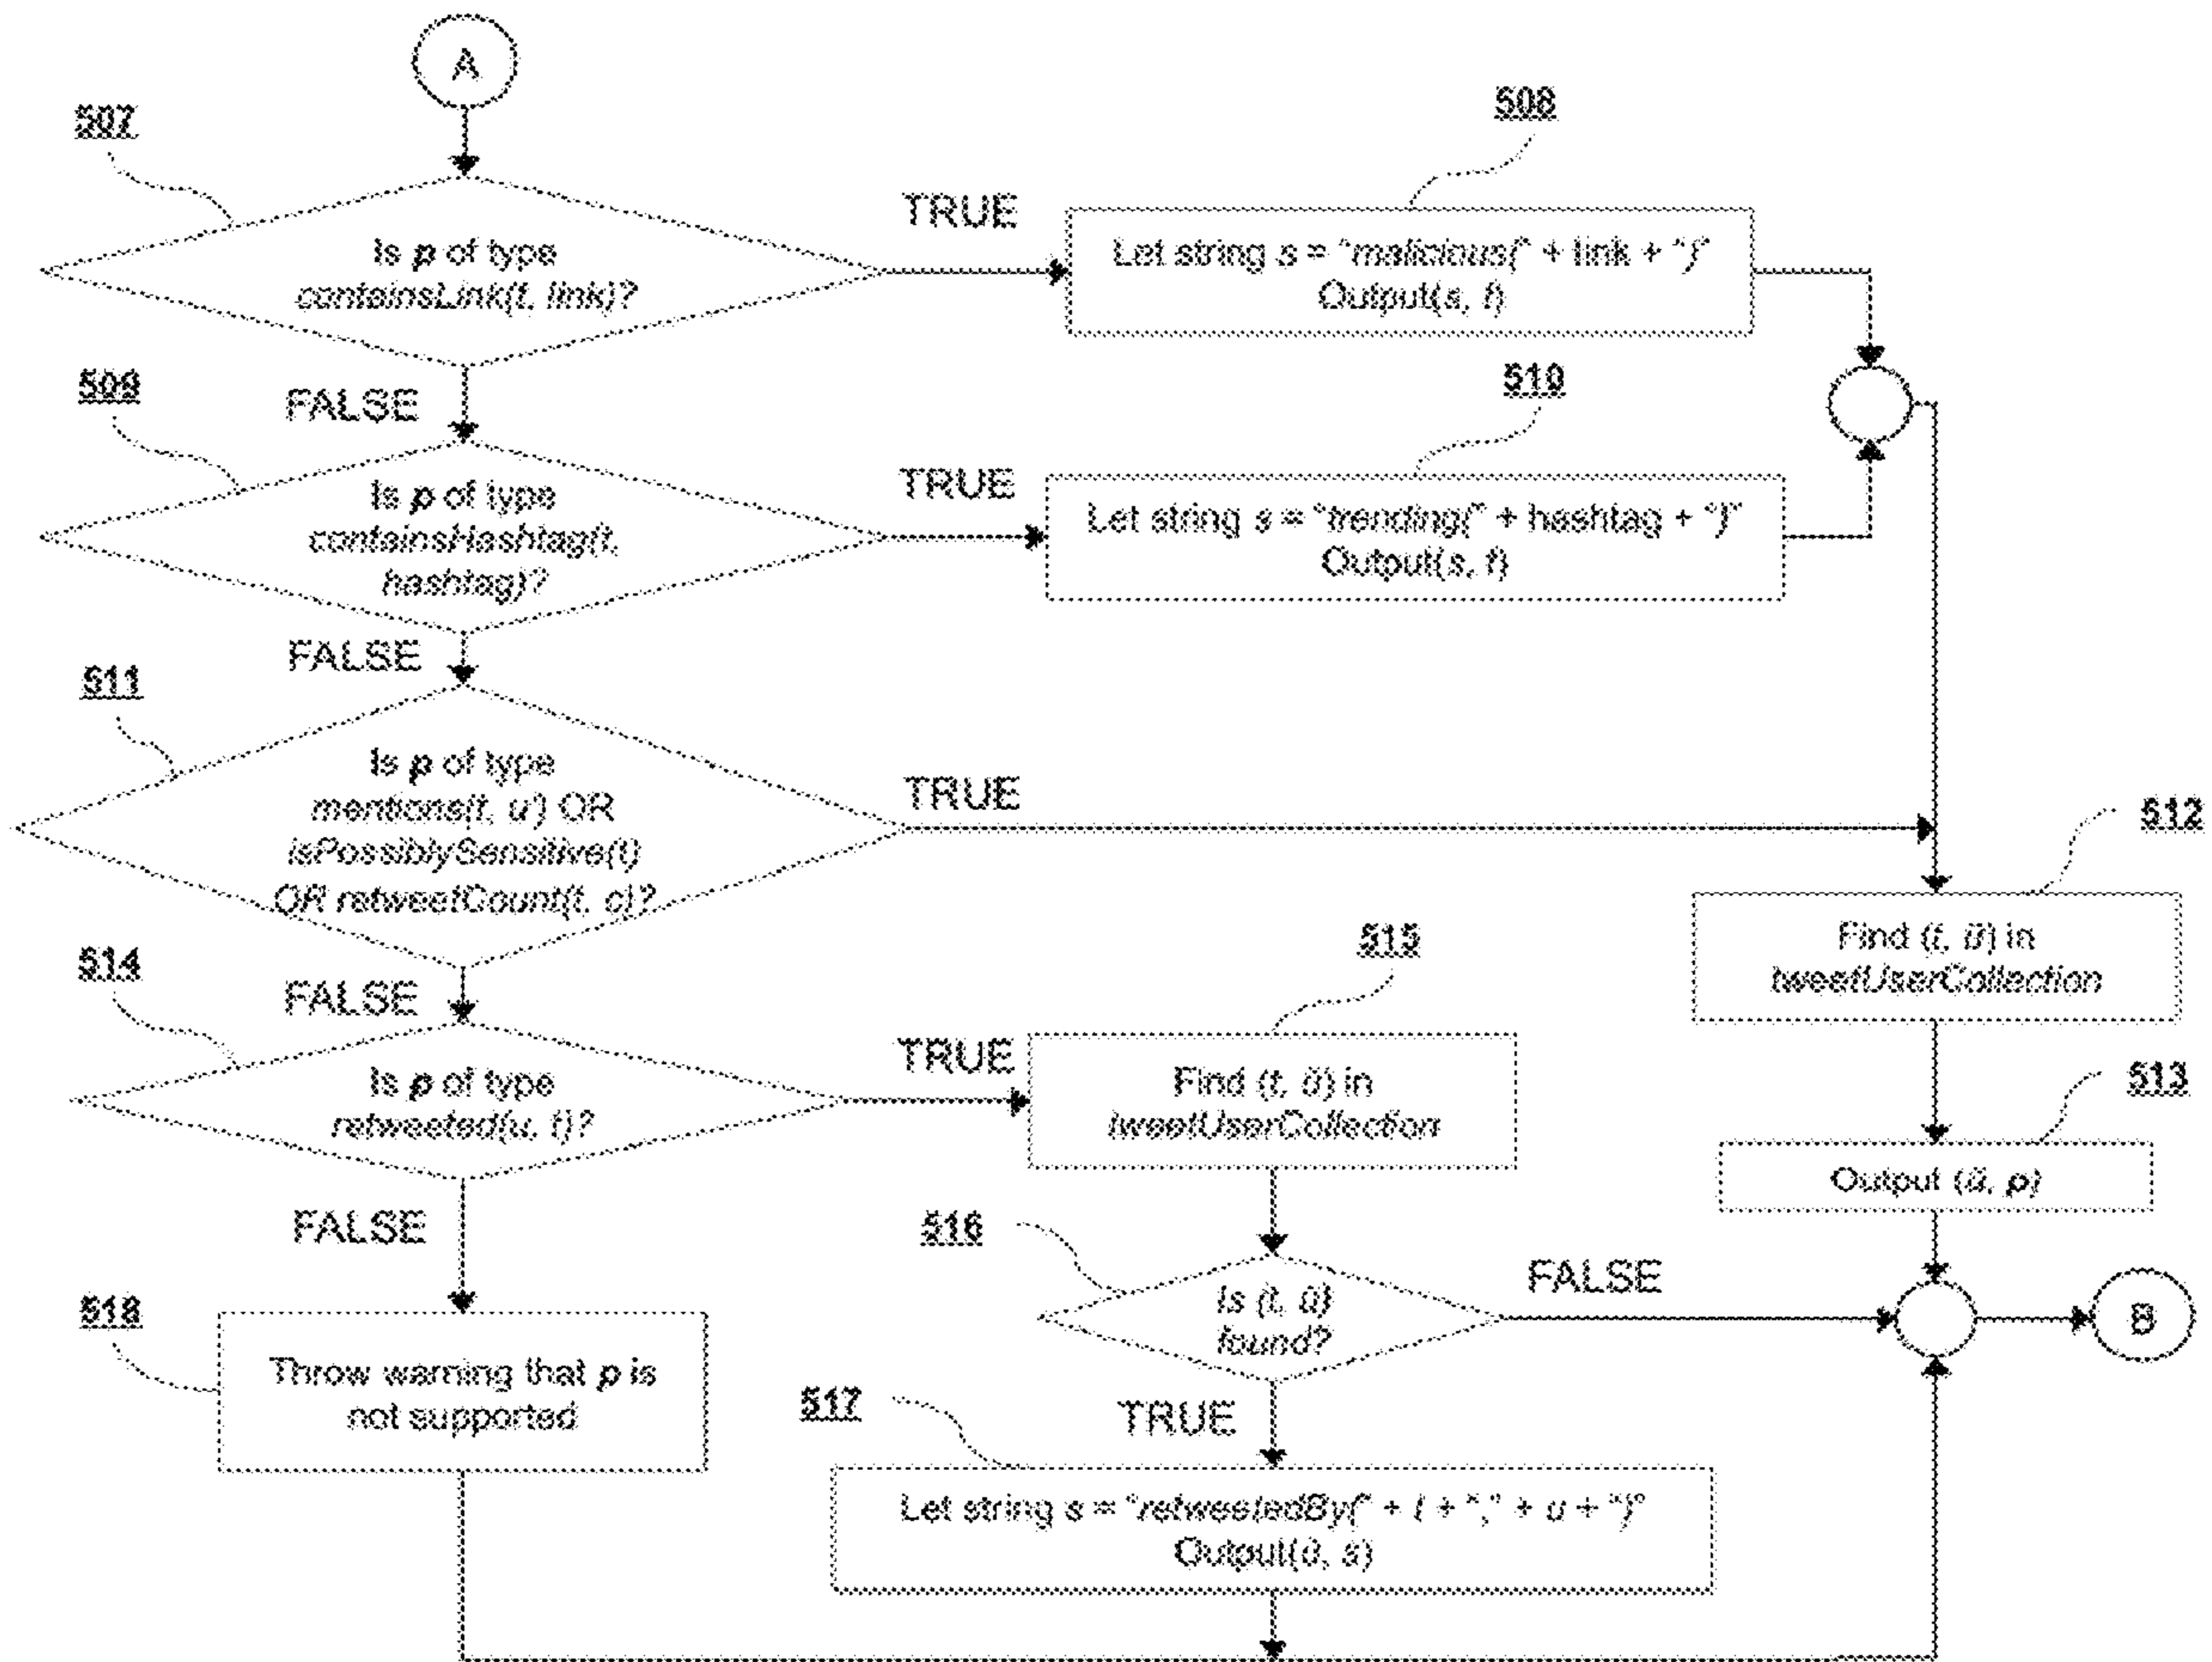 A
507
Is p of type
containsLink(t, link)?
TRUE
508
Let string s = "malicious(" + link + ")"
Output(s, t)
FALSE
509
Is p of type
containsHashtag(t,
hashtag)?
TRUE
510
Let string s = "trending(" + hashtag + ")"
Output(s, t)
FALSE
511
Is p of type
mentions(t, u') OR
isPossiblySensitive(t)
OR retweetCount(t, c)?
TRUE
512
Find (t, ū) in
tweetUserCollection
513
Output (ū, p)
FALSE
514
Is p of type
retweeted(u, t)?
TRUE
515
Find (t, ū) in
tweetUserCollection
516
Is (t, ū)
found?
FALSE
B
TRUE
517
Let string s = "retweetedBy(" + t + "," + u + ")"
Output(ū, s)
FALSE
518
Throw warning that p is
not supported